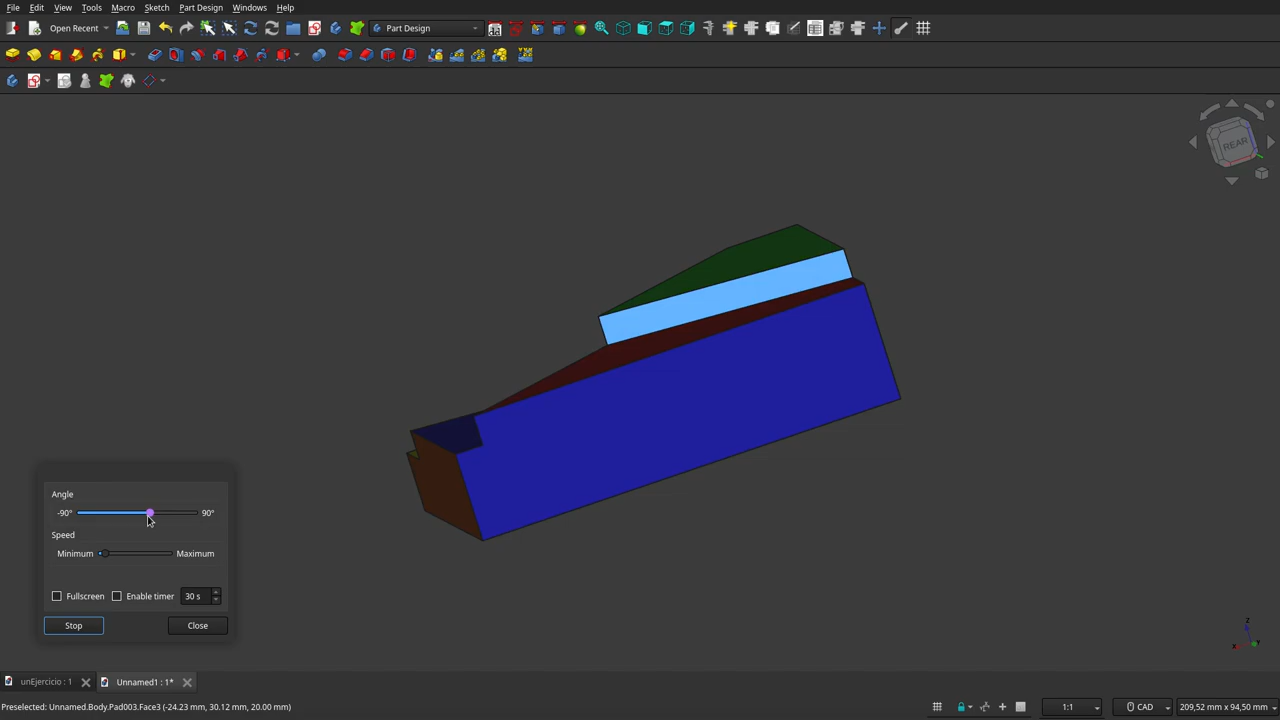 File Edit View Tools Macro Sketch Part Design Windows Help
Open Recent Part Design
REAR
Angle
-90° 90°
Speed
Minimum Maximum
Fullscreen Enable timer 30 s
Stop Close
z
x
unEjercicio : 1 Unnamed1 : 1*
Preselected: Unnamed.Body.Pad003.Face3 (-24.23 mm, 30.12 mm, 20.00 mm) 1:1 CAD 209,52 mm x 94,50 mm